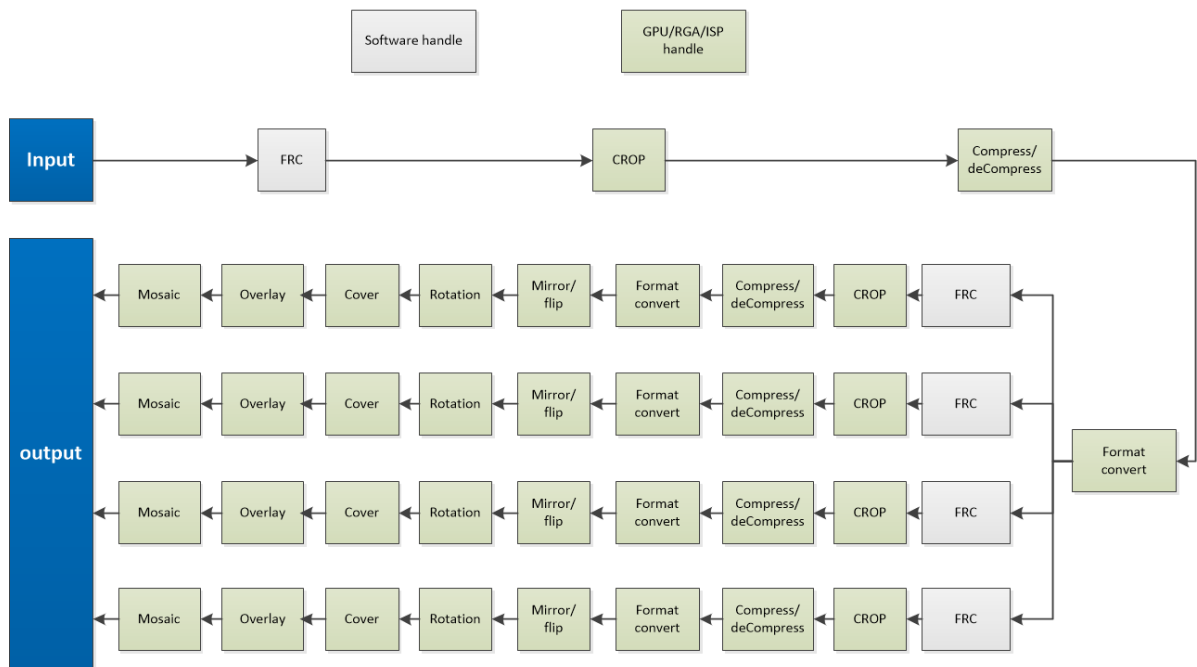 Software handle
GPU/RGA/ISP
handle
Input
FRC
CROP
Compress/
deCompress
output
Mosaic
Overlay
Cover
Rotation
Mirror/
flip
Format
convert
Compress/
deCompress
CROP
FRC
Mosaic
Overlay
Cover
Rotation
Mirror/
flip
Format
convert
Compress/
deCompress
CROP
FRC
Format
convert
Mosaic
Overlay
Cover
Rotation
Mirror/
flip
Format
convert
Compress/
deCompress
CROP
FRC
Mosaic
Overlay
Cover
Rotation
Mirror/
flip
Format
convert
Compress/
deCompress
CROP
FRC